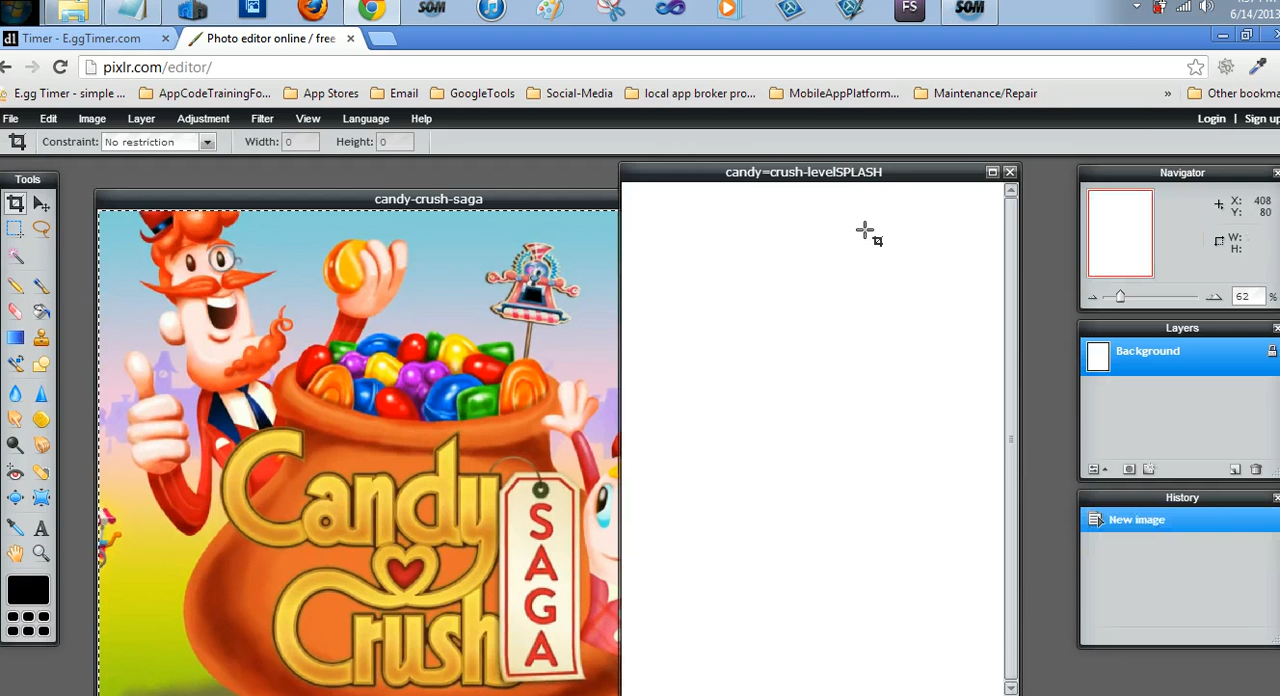 SOM
FS
SOM
6/14/2013
Timer - E.ggTimer.com
Photo editor online / free
pixlr.com/editor/
E.gg Timer - simple ...
AppCodeTrainingFo...
App Stores
Email
GoogleTools
Social-Media
local app broker pro...
MobileAppPlatform...
Maintenance/Repair
»
Other bookma
File Edit Image Layer Adjustment Filter View Language Help
Login | Sign up
Constraint: No restriction Width: 0 Height: 0
Tools
candy-crush-saga
candy=crush-levelSPLASH
Navigator
X: 408
Y: 80
W:
H:
62 %
Layers
Background
History
New image
Candy
Crush
SAGA
A